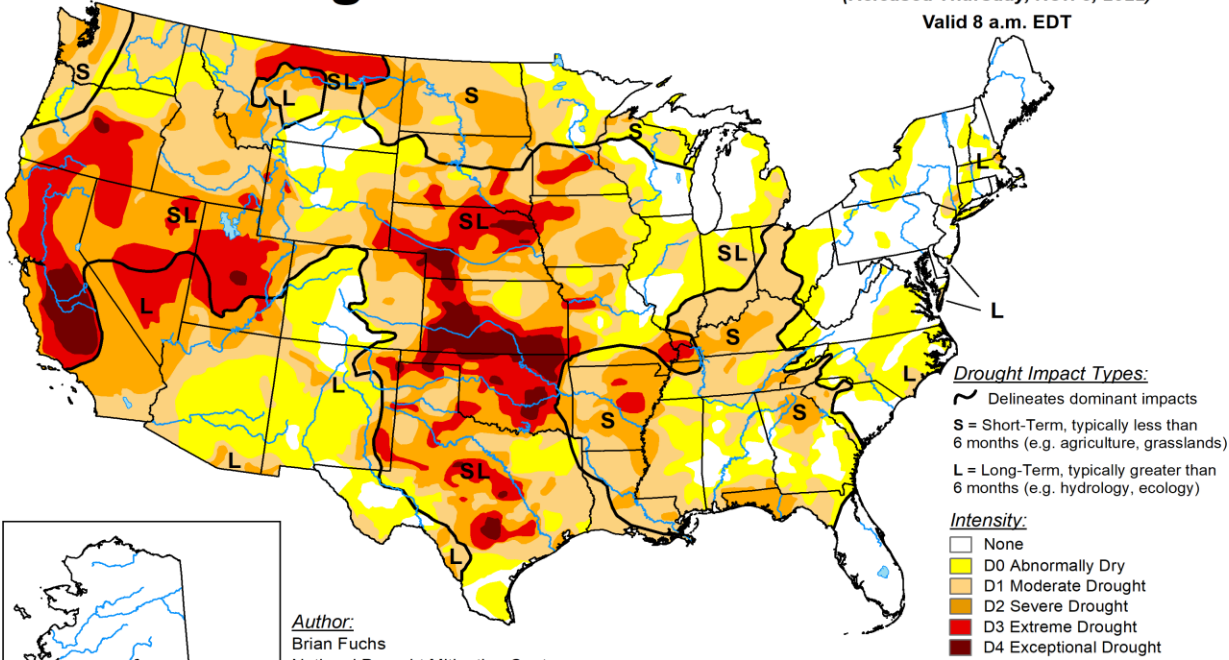 Valid 8 a.m. EDT
S
S
SL
L
S
L
SL
SL
SL
L
S
L
L
S
S
L
L
SL
L
Drought Impact Types:
Delineates dominant impacts
S = Short-Term, typically less than
6 months (e.g. agriculture, grasslands)
L = Long-Term, typically greater than
6 months (e.g. hydrology, ecology)
Intensity:
None
D0 Abnormally Dry
D1 Moderate Drought
D2 Severe Drought
D3 Extreme Drought
D4 Exceptional Drought
Author:
Brian Fuchs